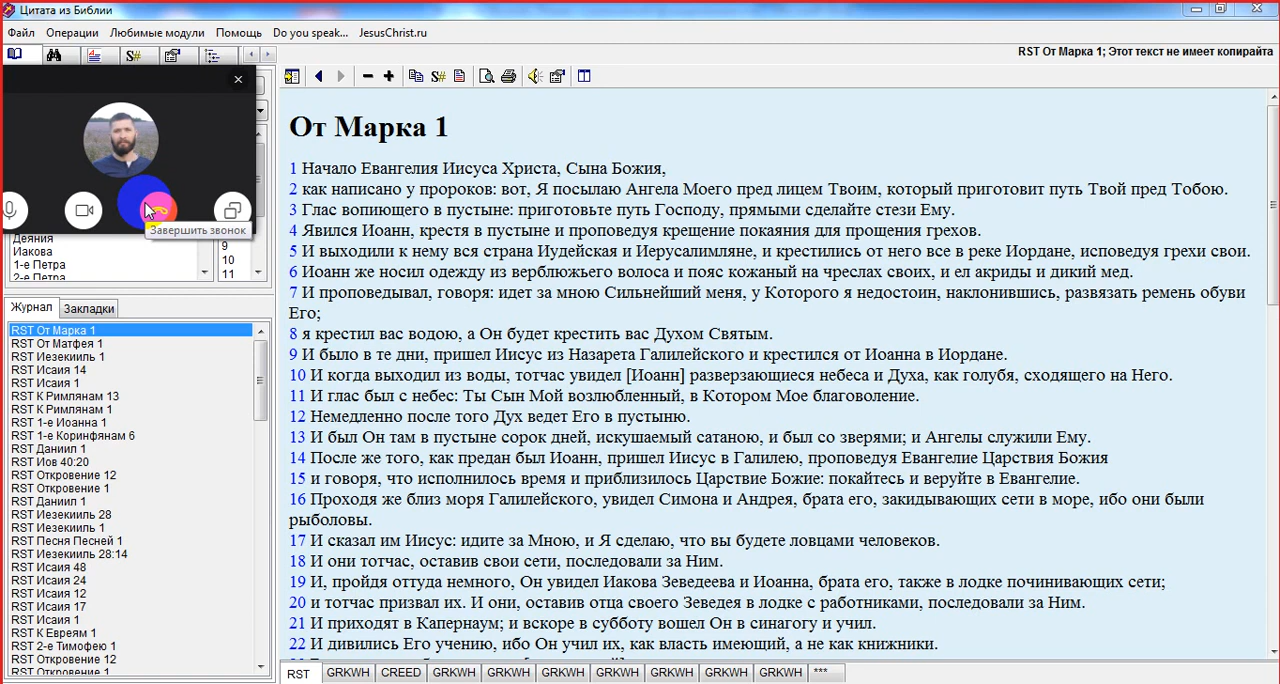 Цитата из Библии
Файл Операции Любимые модули Помощь Do you speak... JesusChrist.ru
S#
RST От Марка 1; Этот текст не имеет копирайта
S#
Завершить звонок
Деяния
Иакова
1-е Петра
2-е Петра
9
10
11
Журнал Закладки
RST От Марка 1
RST От Матфея 1
RST Иезекииль 1
RST Исаия 14
RST Исаия 1
RST К Римлянам 13
RST К Римлянам 1
RST 1-е Иоанна 1
RST 1-е Коринфянам 6
RST Даниил 1
RST Иов 40:20
RST Откровение 12
RST Откровение 1
RST Даниил 1
RST Иезекииль 28
RST Иезекииль 1
RST Песня Песней 1
RST Иезекииль 28:14
RST Исаия 48
RST Исаия 24
RST Исаия 12
RST Исаия 17
RST Исаия 1
RST К Евреям 1
RST 2-е Тимофею 1
RST Откровение 12
RST Откровение 1
От Марка 1
1 Начало Евангелия Иисуса Христа, Сына Божия,
2 как написано у пророков: вот, Я посылаю Ангела Моего пред лицем Твоим, который приготовит путь Твой пред Тобою.
3 Глас вопиющего в пустыне: приготовьте путь Господу, прямыми сделайте стези Ему.
4 Явился Иоанн, крестя в пустыне и проповедуя крещение покаяния для прощения грехов.
5 И выходили к нему вся страна Иудейская и Иерусалимляне, и крестились от него все в реке Иордане, исповедуя грехи свои.
6 Иоанн же носил одежду из верблюжьего волоса и пояс кожаный на чреслах своих, и ел акриды и дикий мед.
7 И проповедывал, говоря: идет за мною Сильнейший меня, у Которого я недостоин, наклонившись, развязать ремень обуви
Его;
8 я крестил вас водою, а Он будет крестить вас Духом Святым.
9 И было в те дни, пришел Иисус из Назарета Галилейского и крестился от Иоанна в Иордане.
10 И когда выходил из воды, тотчас увидел [Иоанн] разверзающиеся небеса и Духа, как голубя, сходящего на Него.
11 И глас был с небес: Ты Сын Мой возлюбленный, в Котором Мое благоволение.
12 Немедленно после того Дух ведет Его в пустыню.
13 И был Он там в пустыне сорок дней, искушаемый сатаною, и был со зверями; и Ангелы служили Ему.
14 После же того, как предан был Иоанн, пришел Иисус в Галилею, проповедуя Евангелие Царствия Божия
15 и говоря, что исполнилось время и приблизилось Царствие Божие: покайтесь и веруйте в Евангелие.
16 Проходя же близ моря Галилейского, увидел Симона и Андрея, брата его, закидывающих сети в море, ибо они были
рыболовы.
17 И сказал им Иисус: идите за Мною, и Я сделаю, что вы будете ловцами человеков.
18 И они тотчас, оставив свои сети, последовали за Ним.
19 И, пройдя оттуда немного, Он увидел Иакова Зеведеева и Иоанна, брата его, также в лодке починивающих сети;
20 и тотчас призвал их. И они, оставив отца своего Зеведея в лодке с работниками, последовали за Ним.
21 И приходят в Капернаум; и вскоре в субботу вошел Он в синагогу и учил.
22 И дивились Его учению, ибо Он учил их, как власть имеющий, а не как книжники.
RST GRKWH CREED GRKWH GRKWH GRKWH GRKWH GRKWH GRKWH GRKWH ***